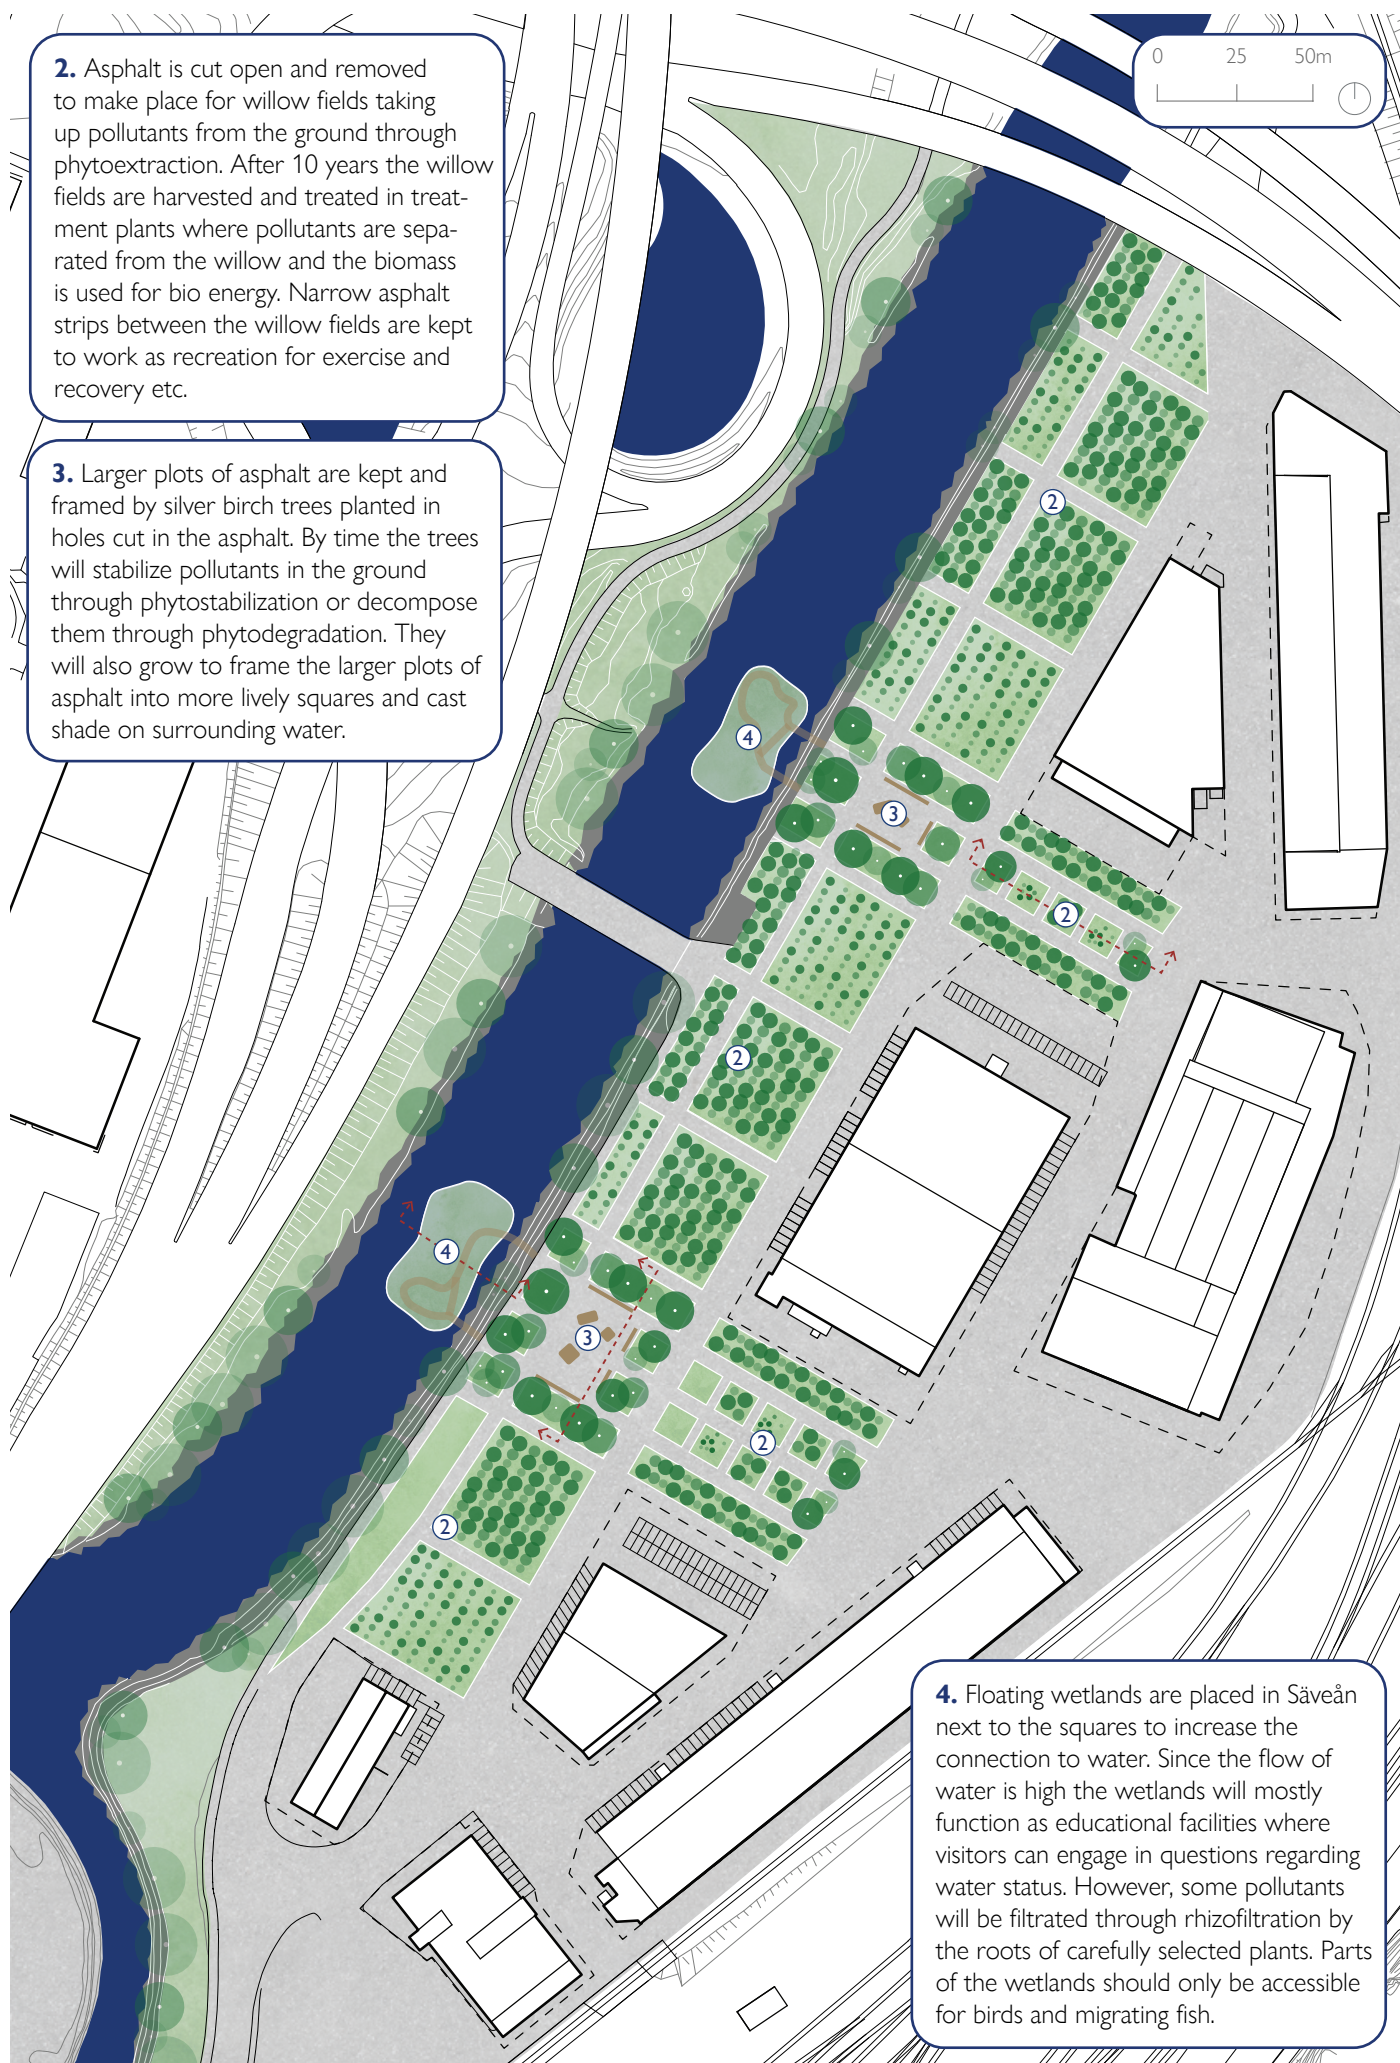 2. Asphalt is cut open and removed
to make place for willow fields taking
up pollutants from the ground through
phytoextraction. After 10 years the willow
fields are harvested and treated in treat-
ment plants where pollutants are sepa-
rated from the willow and the biomass
is used for bio energy. Narrow asphalt
strips between the willow fields are kept
to work as recreation for exercise and
recovery etc.
0 25 50m
3. Larger plots of asphalt are kept and
framed by silver birch trees planted in
holes cut in the asphalt. By time the trees
will stabilize pollutants in the ground
through phytostabilization or decompose
them through phytodegradation. They
will also grow to frame the larger plots of
asphalt into more lively squares and cast
shade on surrounding water.
2
4
3
2
2
4
3
2
2
4. Floating wetlands are placed in Säveån
next to the squares to increase the
connection to water. Since the flow of
water is high the wetlands will mostly
function as educational facilities where
visitors can engage in questions regarding
water status. However, some pollutants
will be filtrated through rhizofiltration by
the roots of carefully selected plants. Parts
of the wetlands should only be accessible
for birds and migrating fish.